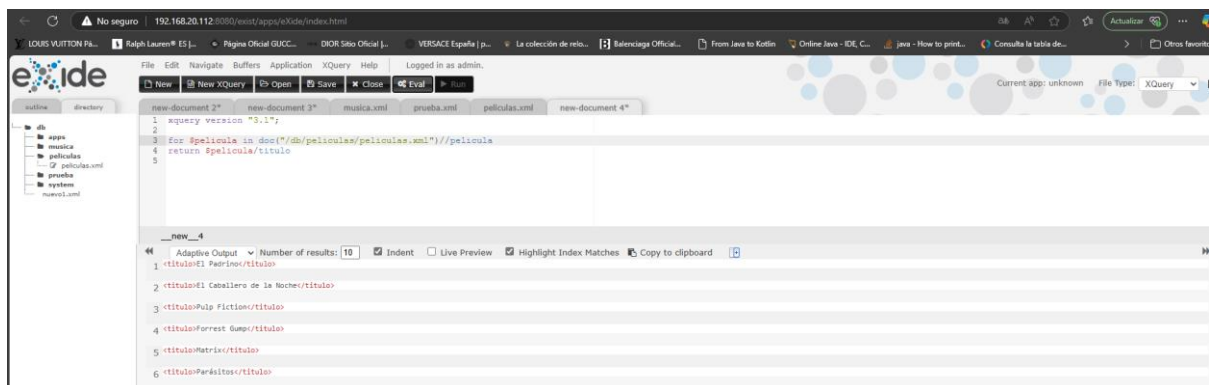 No seguro 192.168.20.112:8080/exist/apps/eXide/index.html Actualizar
LOUIS VUITTON PA... Ralph Lauren® ES |... Página Oficial GUCC... DIOR Sitio Oficial |... VERSACE España | p... La colección de relo... Balenciaga Official... From Java to Kotlin Online Java - IDE, C... java - How to print... Consulta la tabla de... Otros favoritos
eXide File Edit Navigate Buffers Application XQuery Help Logged in as admin.
New New XQuery Open Save Close Eval Run Current app: unknown File Type: XQuery
outline directory new-document 2* new-document 3* musica.xml prueba.xml peliculas.xml new-document 4*
db
apps
musica
peliculas
peliculas.xml
prueba
system
nuevo1.xml
1 xquery version "3.1";
2
3 for $pelicula in doc("/db/peliculas/peliculas.xml")//pelicula
4 return $pelicula/titulo
5
__new__4
Adaptive Output Number of results: 10 Indent Live Preview Highlight Index Matches Copy to clipboard
1 <titulo>El Padrino</titulo>
2 <titulo>El Caballero de la Noche</titulo>
3 <titulo>Pulp Fiction</titulo>
4 <titulo>Forrest Gump</titulo>
5 <titulo>Matrix</titulo>
6 <titulo>Parásitos</titulo>